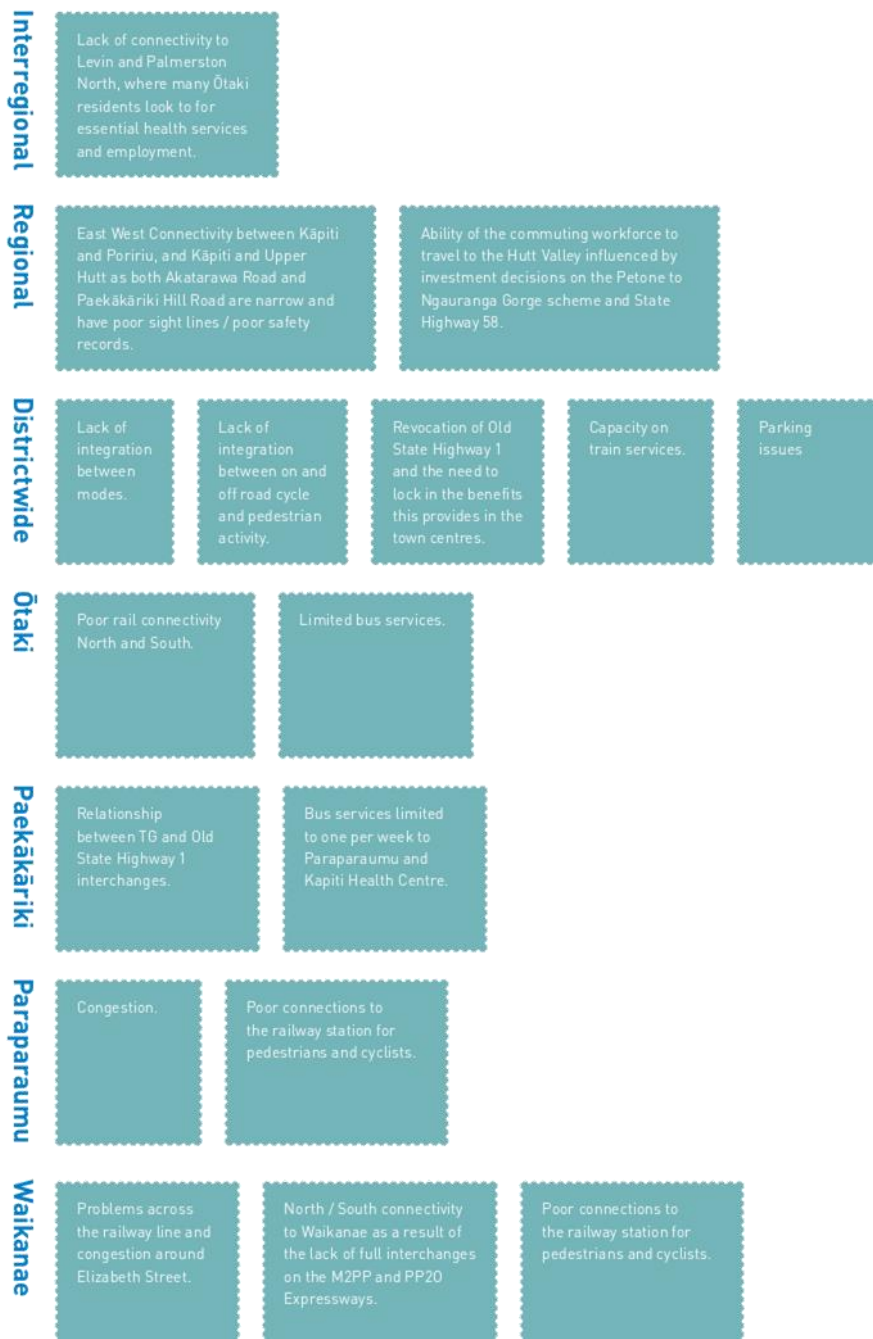 Interregional
Lack of connectivity to
Levin and Palmerston
North, where many Ōtaki
residents look to for
essential health services
and employment.
Regional
East West Connectivity between Kāpiti
and Poririu, and Kāpiti and Upper
Hutt as both Akatarawa Road and
Paekākāriki Hill Road are narrow and
have poor sight lines / poor safety
records.
Ability of the commuting workforce to
travel to the Hutt Valley influenced by
investment decisions on the Petone to
Ngauranga Gorge scheme and State
Highway 58.
Districtwide
Lack of
integration
between
modes.
Lack of
integration
between on and
off road cycle
and pedestrian
activity.
Revocation of Old
State Highway 1
and the need to
lock in the benefits
this provides in the
town centres.
Capacity on
train services.
Parking
issues
Ōtaki
Poor rail connectivity
North and South.
Limited bus services.
Paekākāriki
Relationship
between TG and Old
State Highway 1
interchanges.
Bus services limited
to one per week to
Paraparaumu and
Kapiti Health Centre.
Paraparaumu
Congestion.
Poor connections to
the railway station for
pedestrians and cyclists.
Waikanae
Problems across
the railway line and
congestion around
Elizabeth Street.
North / South connectivity
to Waikanae as a result of
the lack of full interchanges
on the M2PP and PP2O
Expressways.
Poor connections to
the railway station for
pedestrians and cyclists.